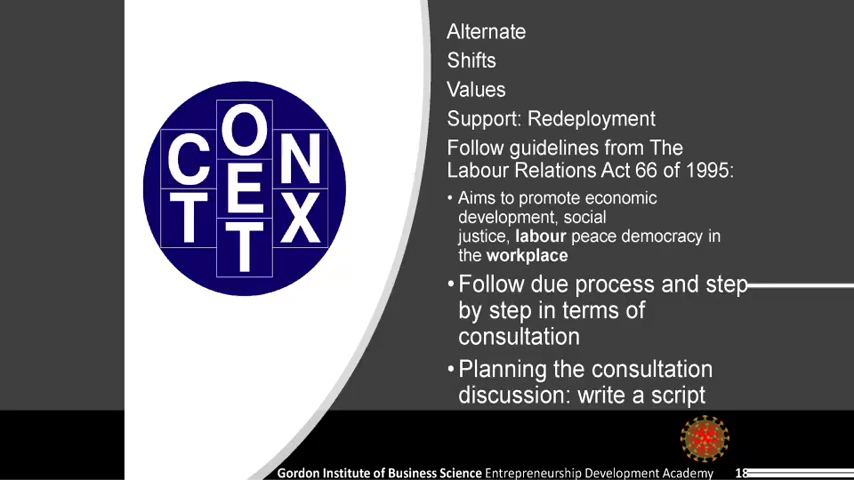 CONTEXT
Alternate
Shifts
Values
Support: Redeployment
Follow guidelines from The
Labour Relations Act 66 of 1995:
• Aims to promote economic
development, social
justice, labour peace democracy in
the workplace
• Follow due process and step
by step in terms of
consultation
• Planning the consultation
discussion: write a script
Gordon Institute of Business Science Entrepreneurship Development Academy 18